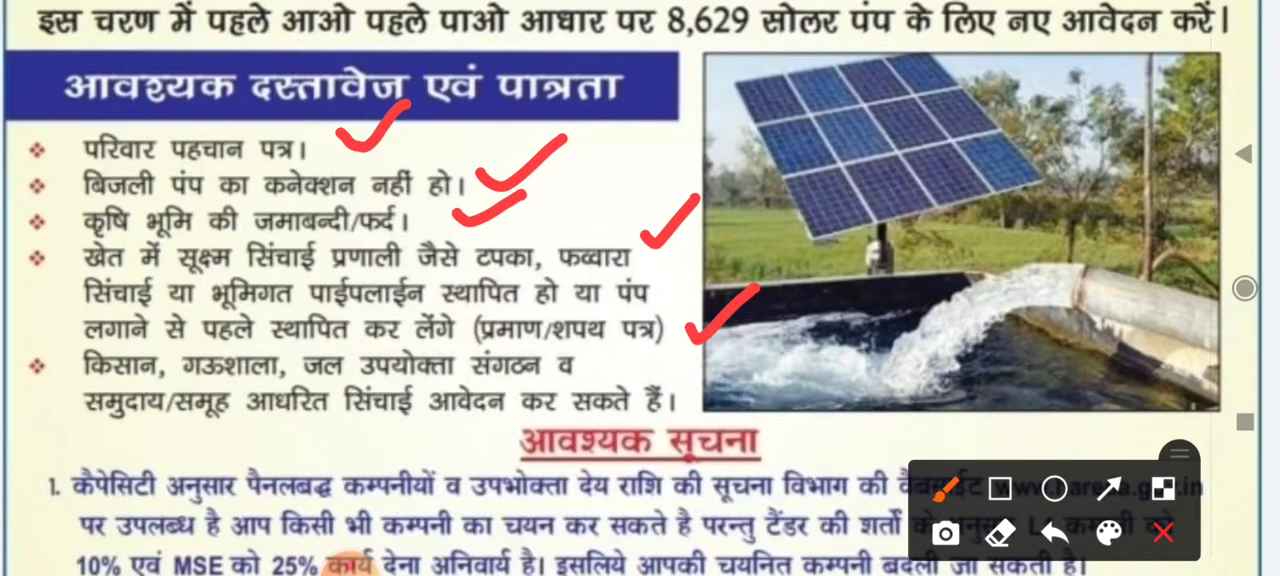 इस चरण में पहले आओ पहले पाओ आधार पर 8,629 सोलर पंप के लिए नए आवेदन करें।
आवश्यक दस्तावेज एवं पात्रता
❖ परिवार पहचान पत्र।
❖ बिजली पंप का कनेक्शन नहीं हो।
❖ कृषि भूमि की जमाबन्दी/फर्द।
❖ खेत में सूक्ष्म सिंचाई प्रणाली जैसे टपका, फव्वारा
सिंचाई या भूमिगत पाईपलाईन स्थापित हो या पंप
लगाने से पहले स्थापित कर लेंगे (प्रमाण/शपथ पत्र)
❖ किसान, गऊशाला, जल उपयोक्ता संगठन व
समुदाय/समूह आधरित सिंचाई आवेदन कर सकते हैं।
आवश्यक सूचना
1. कैपेसिटी अनुसार पैनलबद्ध कम्पनीयों व उपभोक्ता देय राशि की सूचना विभाग की
पर उपलब्ध है आप किसी भी कम्पनी का चयन कर सकते है परन्तु टैंडर की शर्तो
10% एवं MSE को 25% कार्य देना अनिवार्य है। इसलिये आपकी चयनित कम्पनी बदली जा सकती है।